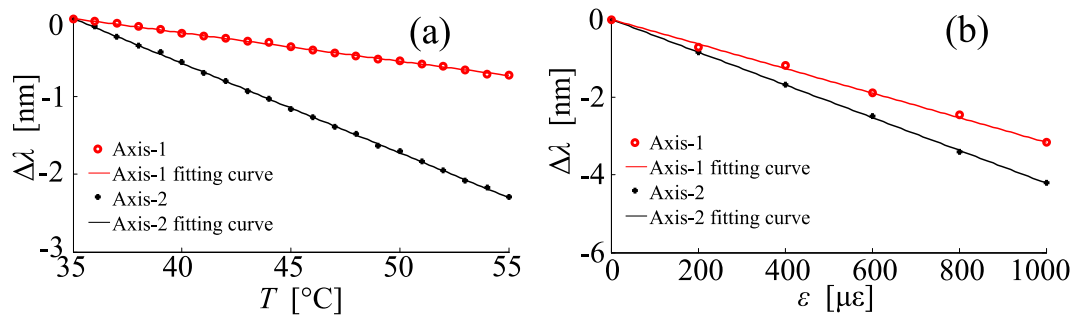 (a)
0
-1
-2
-3
Δλ [nm]
Axis-1
Axis-1 fitting curve
Axis-2
Axis-2 fitting curve
35 40 45 50 55
T [°C]
(b)
-0
-2
-4
-6
Δλ [nm]
Axis-1
Axis-1 fitting curve
Axis-2
Axis-2 fitting curve
0 200 400 600 800 1000
ε [με]